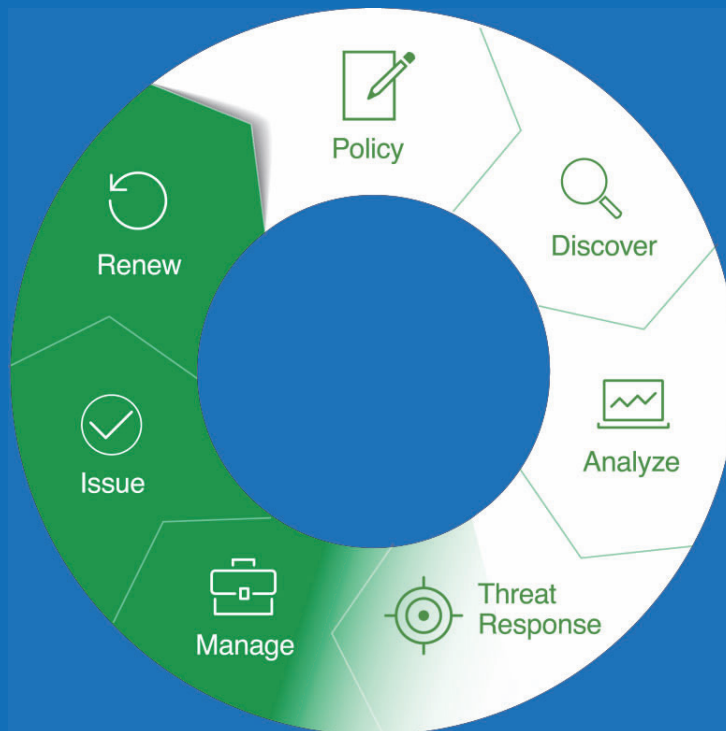 Policy
Discover
Analyze
Threat
Response
Manage
Issue
Renew